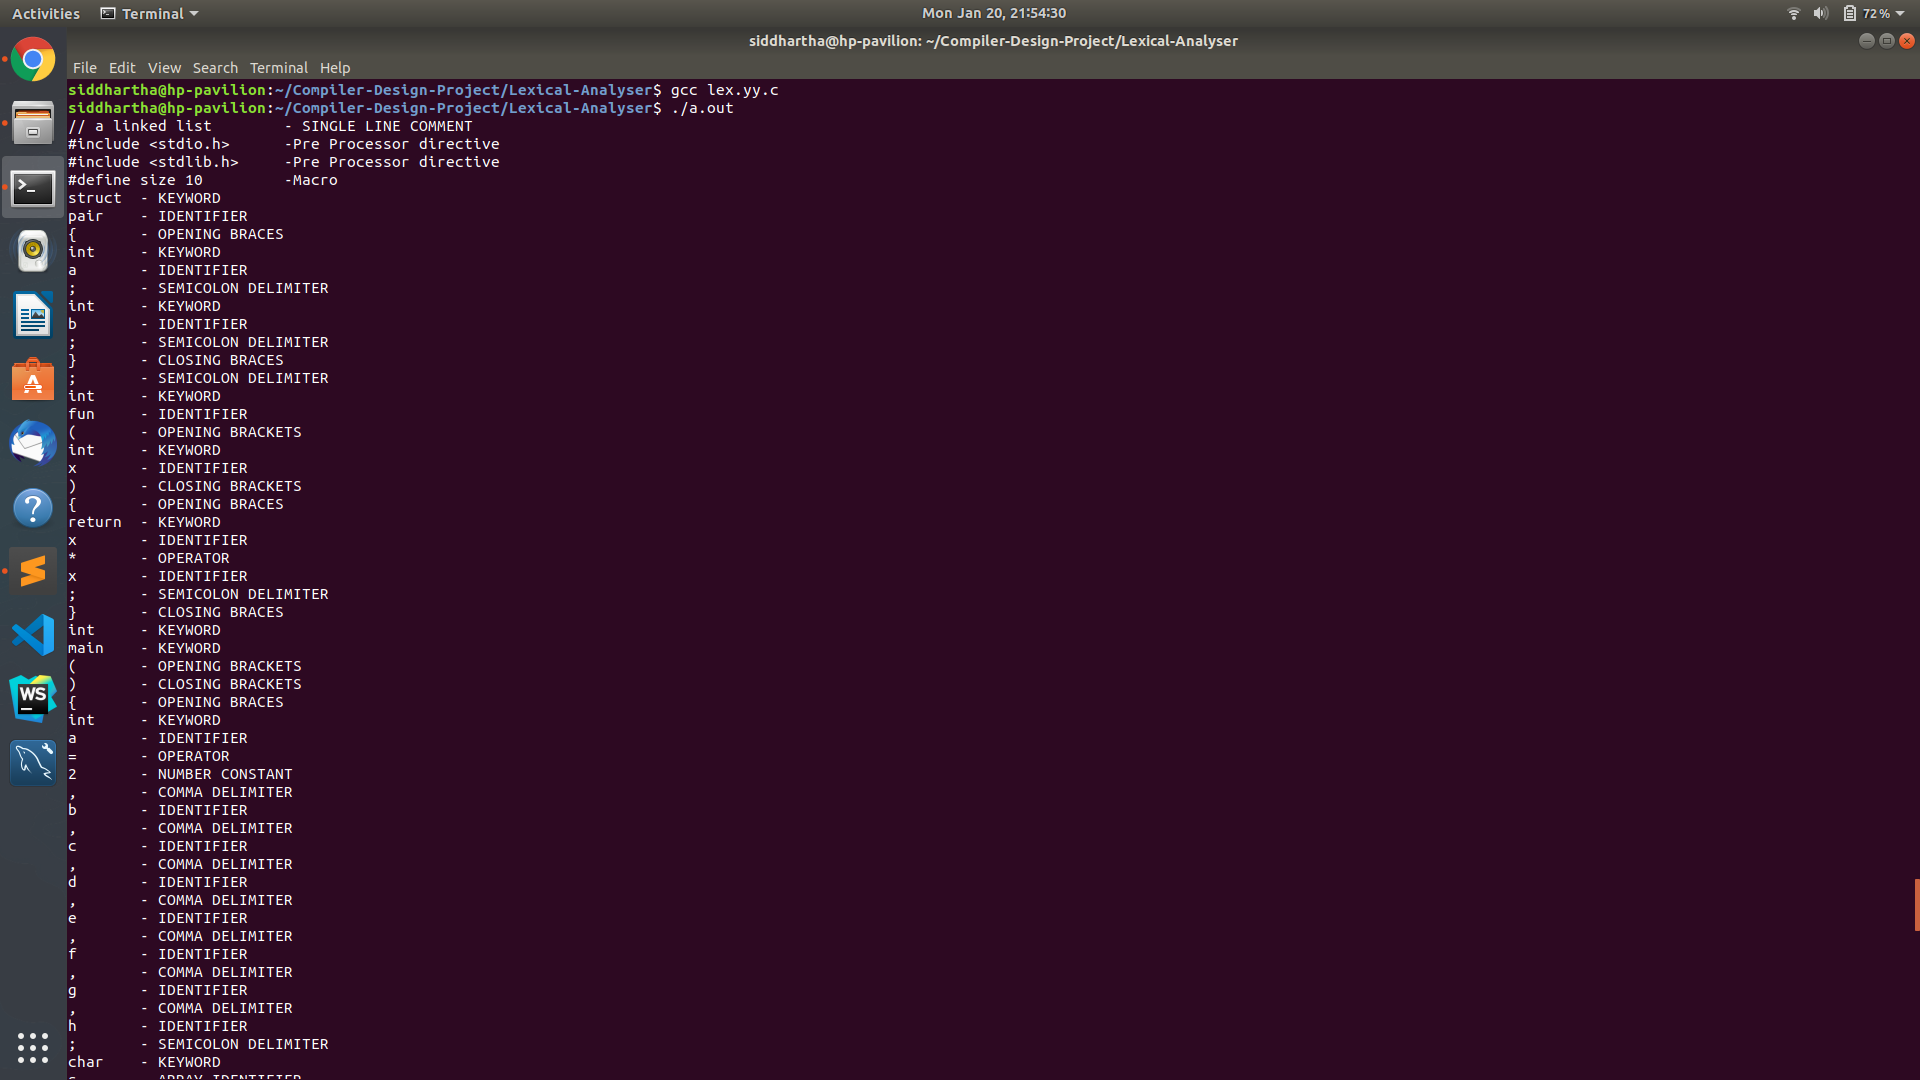 Activities Terminal Mon Jan 20, 21:54:30 72%
siddhartha@hp-pavilion: ~/Compiler-Design-Project/Lexical-Analyser
File Edit View Search Terminal Help
siddhartha@hp-pavilion:~/Compiler-Design-Project/Lexical-Analyser$ gcc lex.yy.c
siddhartha@hp-pavilion:~/Compiler-Design-Project/Lexical-Analyser$ ./a.out
// a linked list - SINGLE LINE COMMENT
#include <stdio.h> -Pre Processor directive
#include <stdlib.h> -Pre Processor directive
#define size 10 -Macro
struct - KEYWORD
pair - IDENTIFIER
{ - OPENING BRACES
int - KEYWORD
a - IDENTIFIER
; - SEMICOLON DELIMITER
int - KEYWORD
b - IDENTIFIER
; - SEMICOLON DELIMITER
} - CLOSING BRACES
; - SEMICOLON DELIMITER
int - KEYWORD
fun - IDENTIFIER
( - OPENING BRACKETS
int - KEYWORD
x - IDENTIFIER
) - CLOSING BRACKETS
{ - OPENING BRACES
return - KEYWORD
x - IDENTIFIER
* - OPERATOR
x - IDENTIFIER
; - SEMICOLON DELIMITER
} - CLOSING BRACES
int - KEYWORD
main - KEYWORD
( - OPENING BRACKETS
) - CLOSING BRACKETS
{ - OPENING BRACES
int - KEYWORD
a - IDENTIFIER
= - OPERATOR
2 - NUMBER CONSTANT
, - COMMA DELIMITER
b - IDENTIFIER
, - COMMA DELIMITER
c - IDENTIFIER
, - COMMA DELIMITER
d - IDENTIFIER
, - COMMA DELIMITER
e - IDENTIFIER
, - COMMA DELIMITER
f - IDENTIFIER
, - COMMA DELIMITER
g - IDENTIFIER
, - COMMA DELIMITER
h - IDENTIFIER
; - SEMICOLON DELIMITER
char - KEYWORD
- ARRAY IDENTIFIER
WS